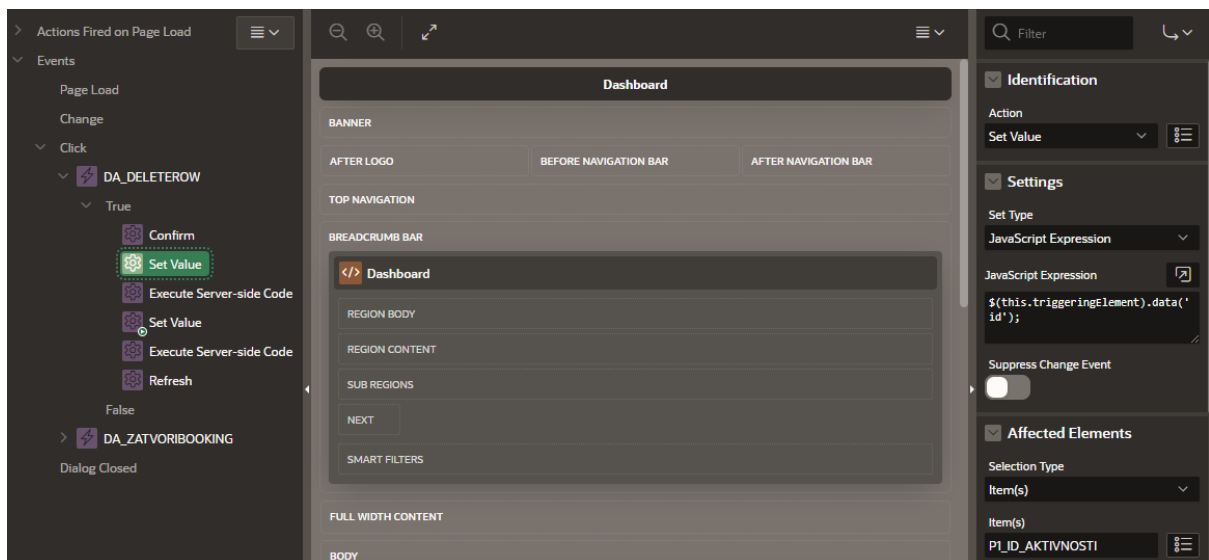 Actions Fired on Page Load
Events
Page Load
Change
Click
DA_DELETEROW
True
Confirm
Set Value
Execute Server-side Code
Set Value
Execute Server-side Code
Refresh
False
DA_ZATVORIBOOKING
Dialog Closed
Dashboard
BANNER
AFTER LOGO
BEFORE NAVIGATION BAR
AFTER NAVIGATION BAR
TOP NAVIGATION
BREADCRUMB BAR
</> Dashboard
REGION BODY
REGION CONTENT
SUB REGIONS
NEXT
SMART FILTERS
FULL WIDTH CONTENT
BODY
Filter
Identification
Action
Set Value
Settings
Set Type
JavaScript Expression
JavaScript Expression
$(this.triggeringElement).data('
id');
Suppress Change Event
Affected Elements
Selection Type
Item(s)
Item(s)
P1_ID_AKTIVNOSTI